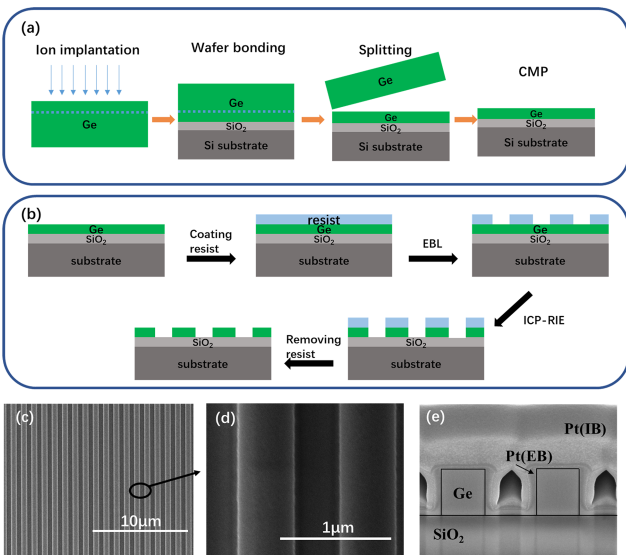 (a)
Ion implantation
Wafer bonding
Splitting
CMP
Ge
Ge
SiO2
Si substrate
Ge
Ge
SiO2
Si substrate
Ge
SiO2
Si substrate
(b)
Ge
SiO2
substrate
Coating
resist
resist
Ge
SiO2
substrate
EBL
Ge
SiO2
substrate
ICP-RIE
SiO2
substrate
Removing
resist
SiO2
substrate
(c)
10μm
(d)
1μm
(e)
Pt(IB)
Pt(EB)
Ge
SiO2